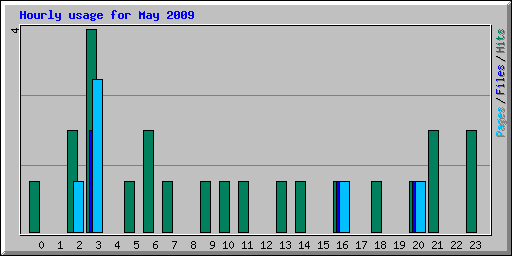 Hourly usage for May 2009
4
Pages / Files / Hits
0 1 2 3 4 5 6 7 8 9 10 11 12 13 14 15 16 17 18 19 20 21 22 23